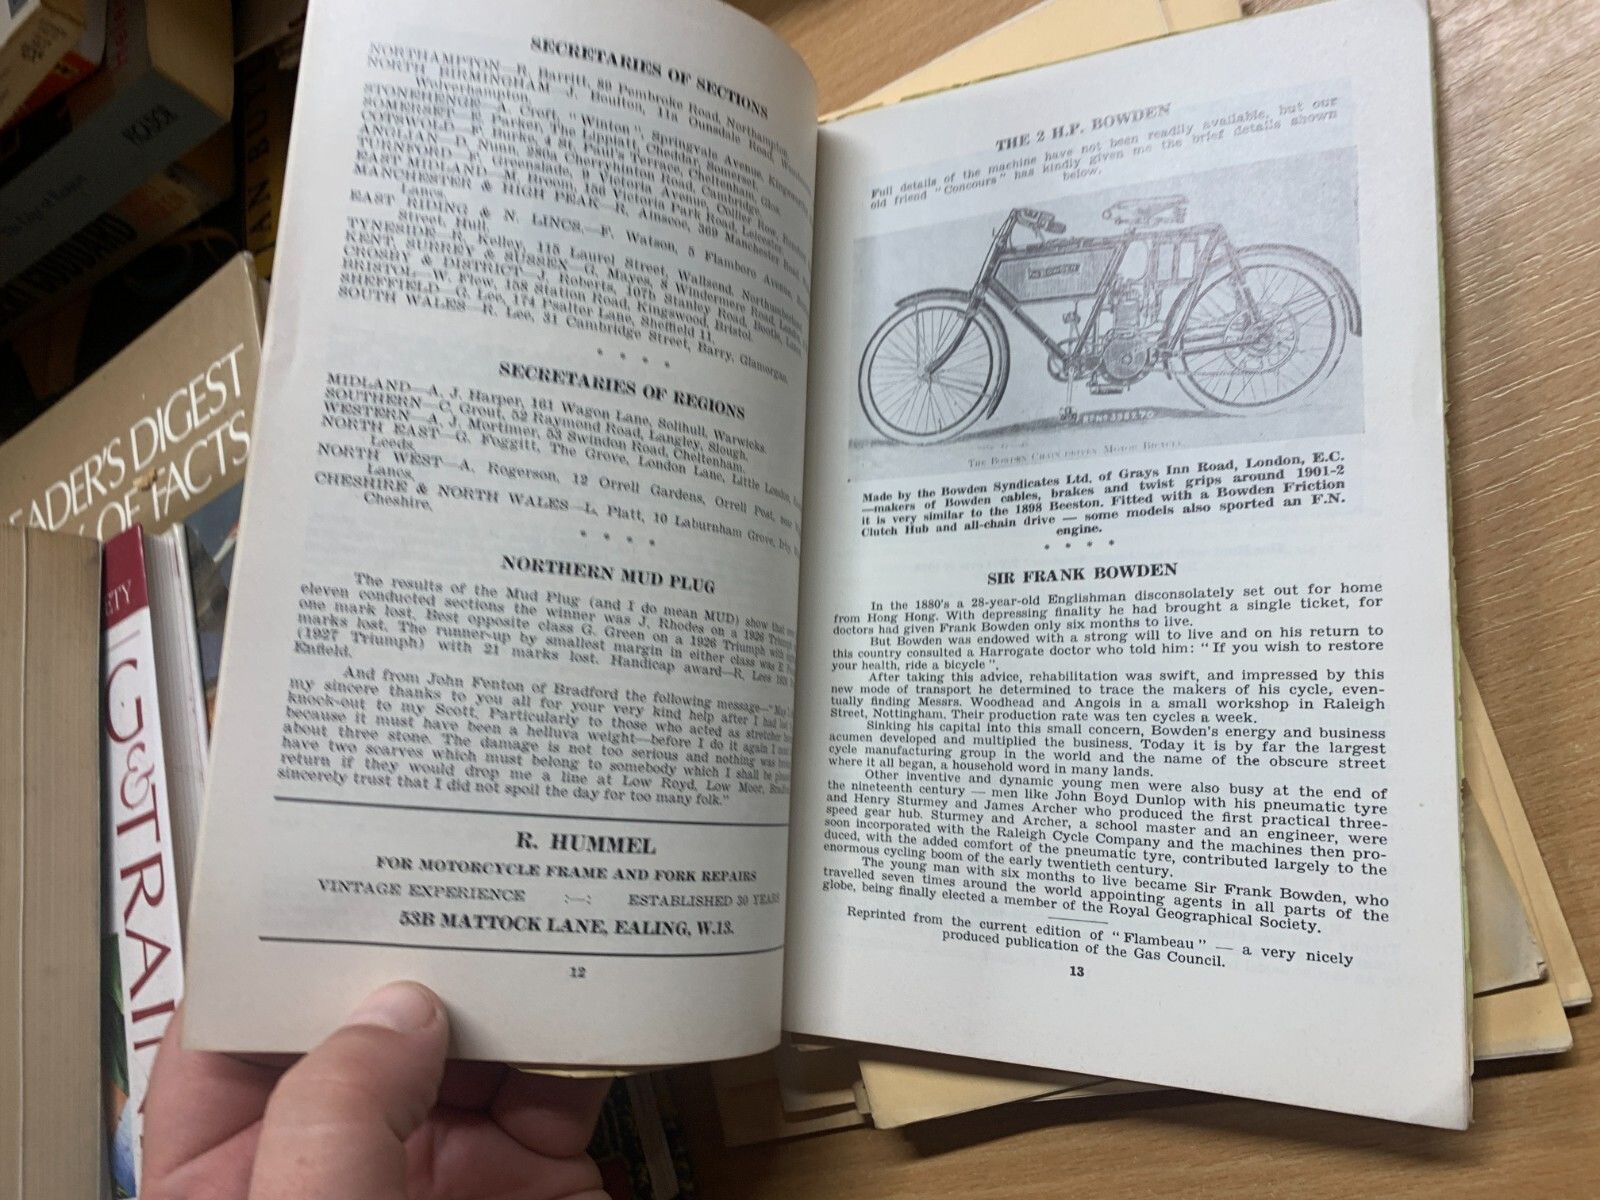 SECRETARIES OF SECTIONS
NORTHAMPTON—R. Barritt, 89 Pembroke Road, Northampton.
NORTH BIRMINGHAM—J. Boulton, 11a Ounsdale Road,
Wolverhampton.
STONEHENGE—A. Croft, "Winton", Springvale Avenue,
SOMERSET—E. Parker, The Lippiatt, Cheddar, Somerset.
COTSWOLD—F. Burke, 4 St. Paul's Terrace, Cheltenham, Glos.
ANGLIAN—D. Nunn, 280a Cherryhinton Road, Cambridge.
TURNFORD—F. Greenslade, 9 Victoria Avenue, Collier Row,
EAST MIDLAND—M. Broom, 156 Victoria Park Road, Leicester.
MANCHESTER & HIGH PEAK—R. Ainscoe, 369 Manchester Road,
Lancs.
EAST RIDING & N. LINCS.—F. Watson, 5 Flamboro Avenue,
Street, Hull.
TYNESIDE—R. Kelley, 115 Laurel Street, Wallsend, Northumberland.
KENT, SURREY & SUSSEX—G. Mayes, 8 Windermere Road,
CROSBY & DISTRICT—J. Roberts, 107b Stanley Road, Bootle,
BRISTOL—W. Flew, 158 Station Road, Kingswood, Bristol.
SHEFFIELD—G. Lee, 174 Psalter Lane, Sheffield 11.
SOUTH WALES—R. Lee, 31 Cambridge Street, Barry, Glamorgan.
* * * *
SECRETARIES OF REGIONS
MIDLAND—A. J. Harper, 161 Wagon Lane, Solihull, Warwicks.
SOUTHERN—C. Grout, 52 Raymond Road, Langley, Slough.
WESTERN—A. J. Mortimer, 53 Swindon Road, Cheltenham.
NORTH EAST—G. Foggitt, The Grove, London Lane, Little London,
Leeds.
NORTH WEST—A. Rogerson, 12 Orrell Gardens, Orrell Post,
Lancs.
CHESHIRE & NORTH WALES—L. Platt, 10 Laburnham Grove,
Cheshire.
* * * *
NORTHERN MUD PLUG
The results of the Mud Plug (and I do mean MUD) show that
eleven conducted sections the winner was J. Rhodes on a 1926 Triumph
one mark lost. Best opposite class G. Green on a 1926 Triumph with
marks lost. The runner-up by smallest margin in either class was
(1927 Triumph) with 21 marks lost. Handicap award—R. Lees
Enfield.
And from John Fenton of Bradford the following message—"May I
my sincere thanks to you all for your very kind help after I had
knock-out to my Scott. Particularly to those who acted as stretcher
because it must have been a helluva weight—before I do it again I
about three stone. The damage is not too serious and nothing was
have two scarves which must belong to somebody which I shall be
return if they would drop me a line at Low Royd, Low Moor,
sincerely trust that I did not spoil the day for too many folk."
R. HUMMEL
FOR MOTORCYCLE FRAME AND FORK REPAIRS
VINTAGE EXPERIENCE :—: ESTABLISHED 30 YEARS
53B MATTOCK LANE, EALING, W.13.
12
THE 2 H.P. BOWDEN
Full details of the machine have not been readily available, but our
old friend "Concours" has kindly given me the brief details shown
below.
BOWDEN
THE BOWDEN CHAIN-DRIVEN MOTOR BICYCLE
Made by the Bowden Syndicates Ltd. of Grays Inn Road, London, E.C.
—makers of Bowden cables, brakes and twist grips around 1901-2
it is very similar to the 1898 Beeston. Fitted with a Bowden Friction
Clutch Hub and all-chain drive — some models also sported an F.N.
engine.
* * * *
SIR FRANK BOWDEN
In the 1880's a 28-year-old Englishman disconsolately set out for home
from Hong Hong. With depressing finality he had brought a single ticket, for
doctors had given Frank Bowden only six months to live.
But Bowden was endowed with a strong will to live and on his return to
this country consulted a Harrogate doctor who told him: "If you wish to restore
your health, ride a bicycle".
After taking this advice, rehabilitation was swift, and impressed by this
new mode of transport he determined to trace the makers of his cycle, even-
tually finding Messrs. Woodhead and Angois in a small workshop in Raleigh
Street, Nottingham. Their production rate was ten cycles a week.
Sinking his capital into this small concern, Bowden's energy and business
acumen developed and multiplied the business. Today it is by far the largest
cycle manufacturing group in the world and the name of the obscure street
where it all began, a household word in many lands.
Other inventive and dynamic young men were also busy at the end of
the nineteenth century — men like John Boyd Dunlop with his pneumatic tyre
and Henry Sturmey and James Archer who produced the first practical three-
speed gear hub. Sturmey and Archer, a school master and an engineer, were
soon incorporated with the Raleigh Cycle Company and the machines then pro-
duced, with the added comfort of the pneumatic tyre, contributed largely to the
enormous cycling boom of the early twentieth century.
The young man with six months to live became Sir Frank Bowden, who
travelled seven times around the world appointing agents in all parts of the
globe, being finally elected a member of the Royal Geographical Society.
Reprinted from the current edition of "Flambeau" — a very nicely
produced publication of the Gas Council.
13
READER'S DIGEST
OF FACTS
G&TRAI